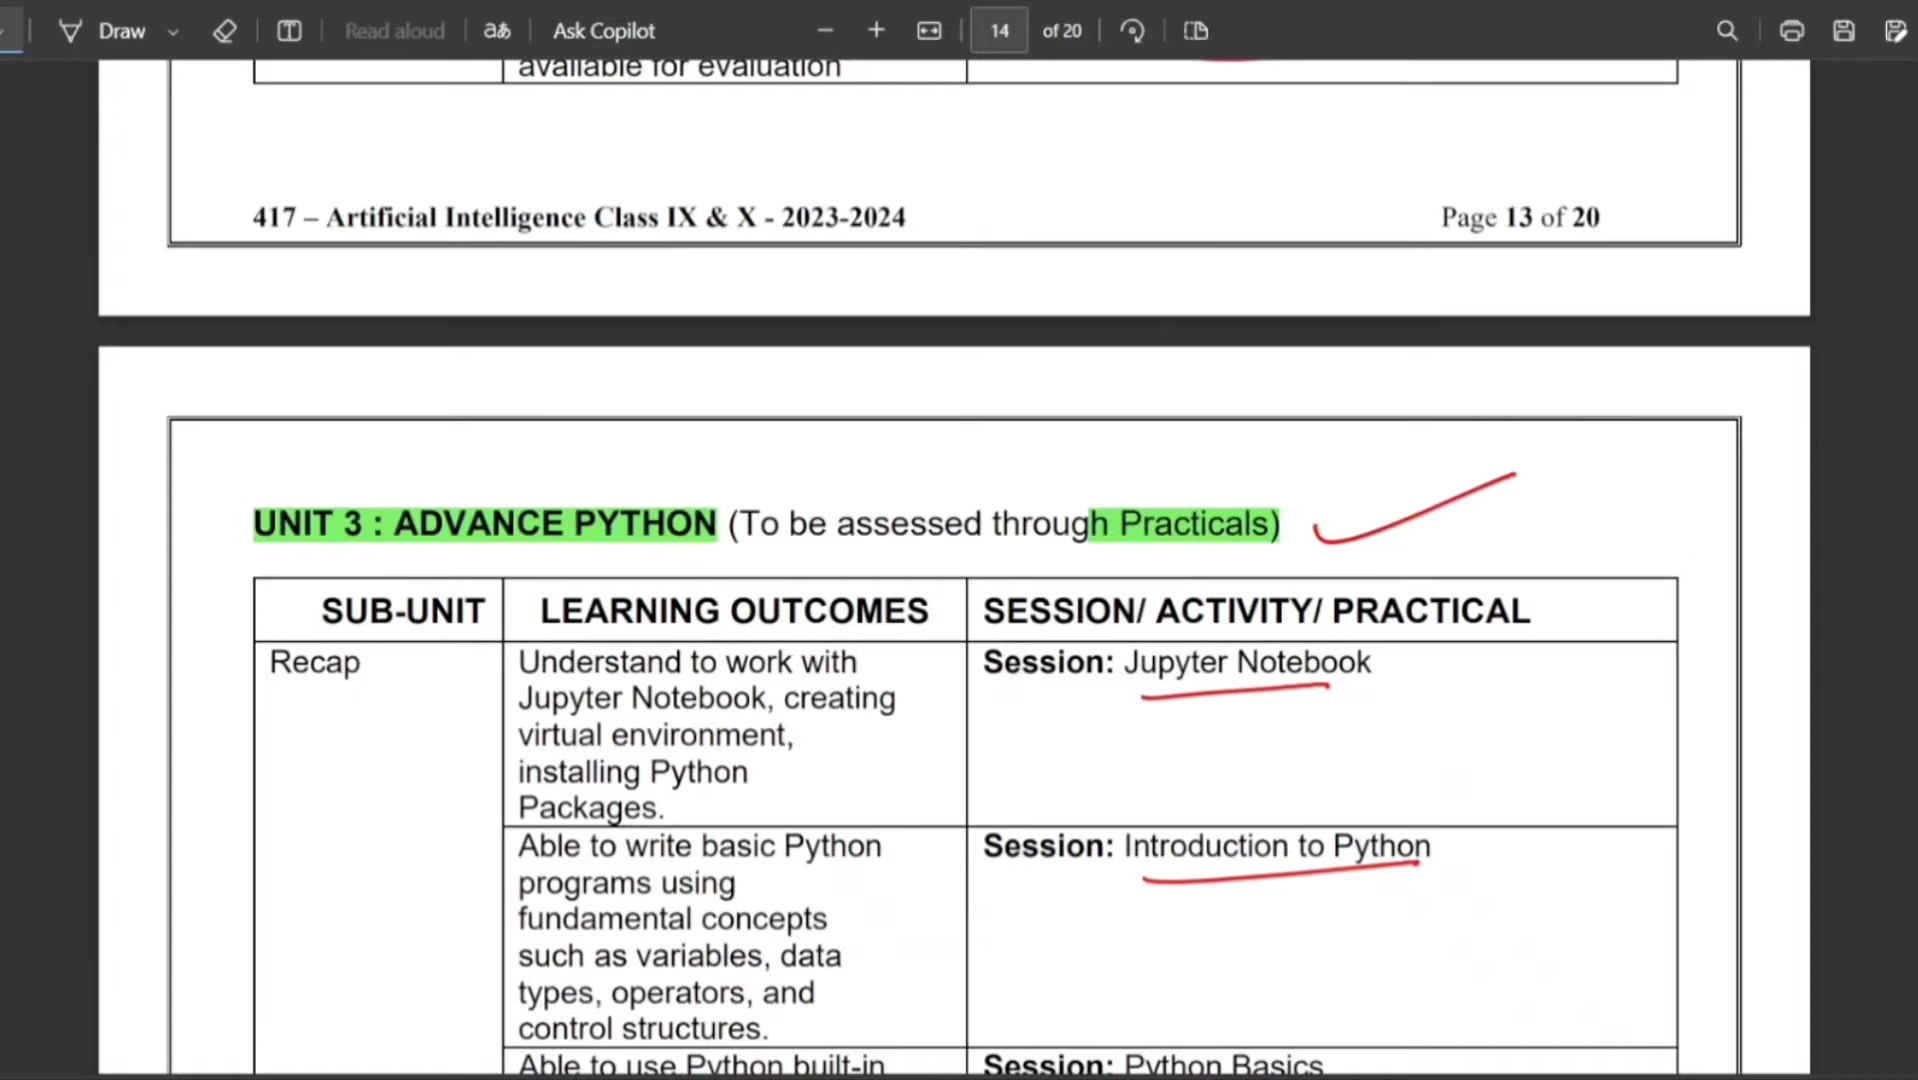 Draw
Read aloud
aあ
Ask Copilot
14
of 20
available for evaluation
417 – Artificial Intelligence Class IX & X - 2023-2024
Page 13 of 20
UNIT 3 : ADVANCE PYTHON (To be assessed through Practicals)
SUB-UNIT
LEARNING OUTCOMES
SESSION/ ACTIVITY/ PRACTICAL
Recap
Understand to work with
Jupyter Notebook, creating
virtual environment,
installing Python
Packages.
Session: Jupyter Notebook
Able to write basic Python
programs using
fundamental concepts
such as variables, data
types, operators, and
control structures.
Session: Introduction to Python
Able to use Python built-in
Session: Python Basics